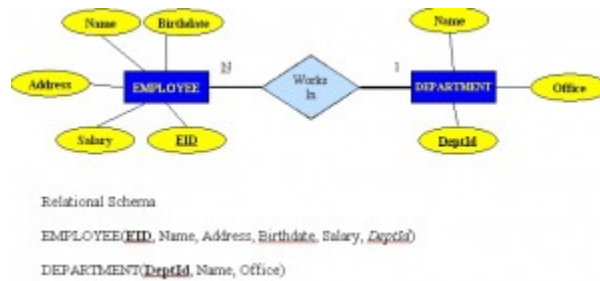 Name Birthdate Name
N 1
Address EMPLOYEE Works In DEPARTMENT Office
Salary EID DeptId
Relational Schema
EMPLOYEE(EID, Name, Address, Birthdate, Salary, DeptId)
DEPARTMENT(DeptId, Name, Office)